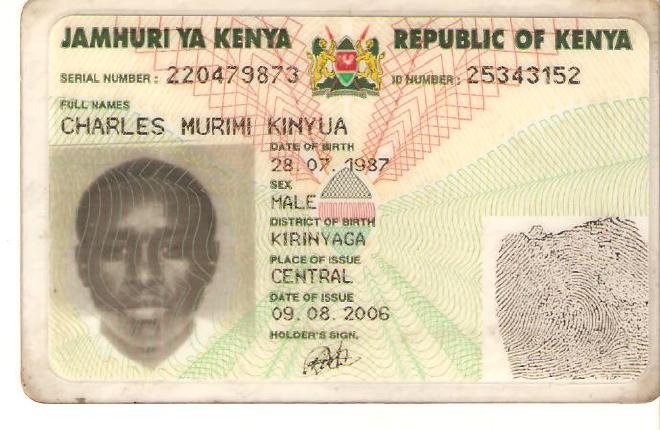 JAMHURI YA KENYA REPUBLIC OF KENYA
SERIAL NUMBER: 220479873 ID NUMBER: 25343152
FULL NAMES
CHARLES MURIMI KINYUA
DATE OF BIRTH
28. 07. 1987
SEX
MALE
DISTRICT OF BIRTH
KIRINYAGA
PLACE OF ISSUE
CENTRAL
DATE OF ISSUE
09. 08. 2006
HOLDER'S SIGN.